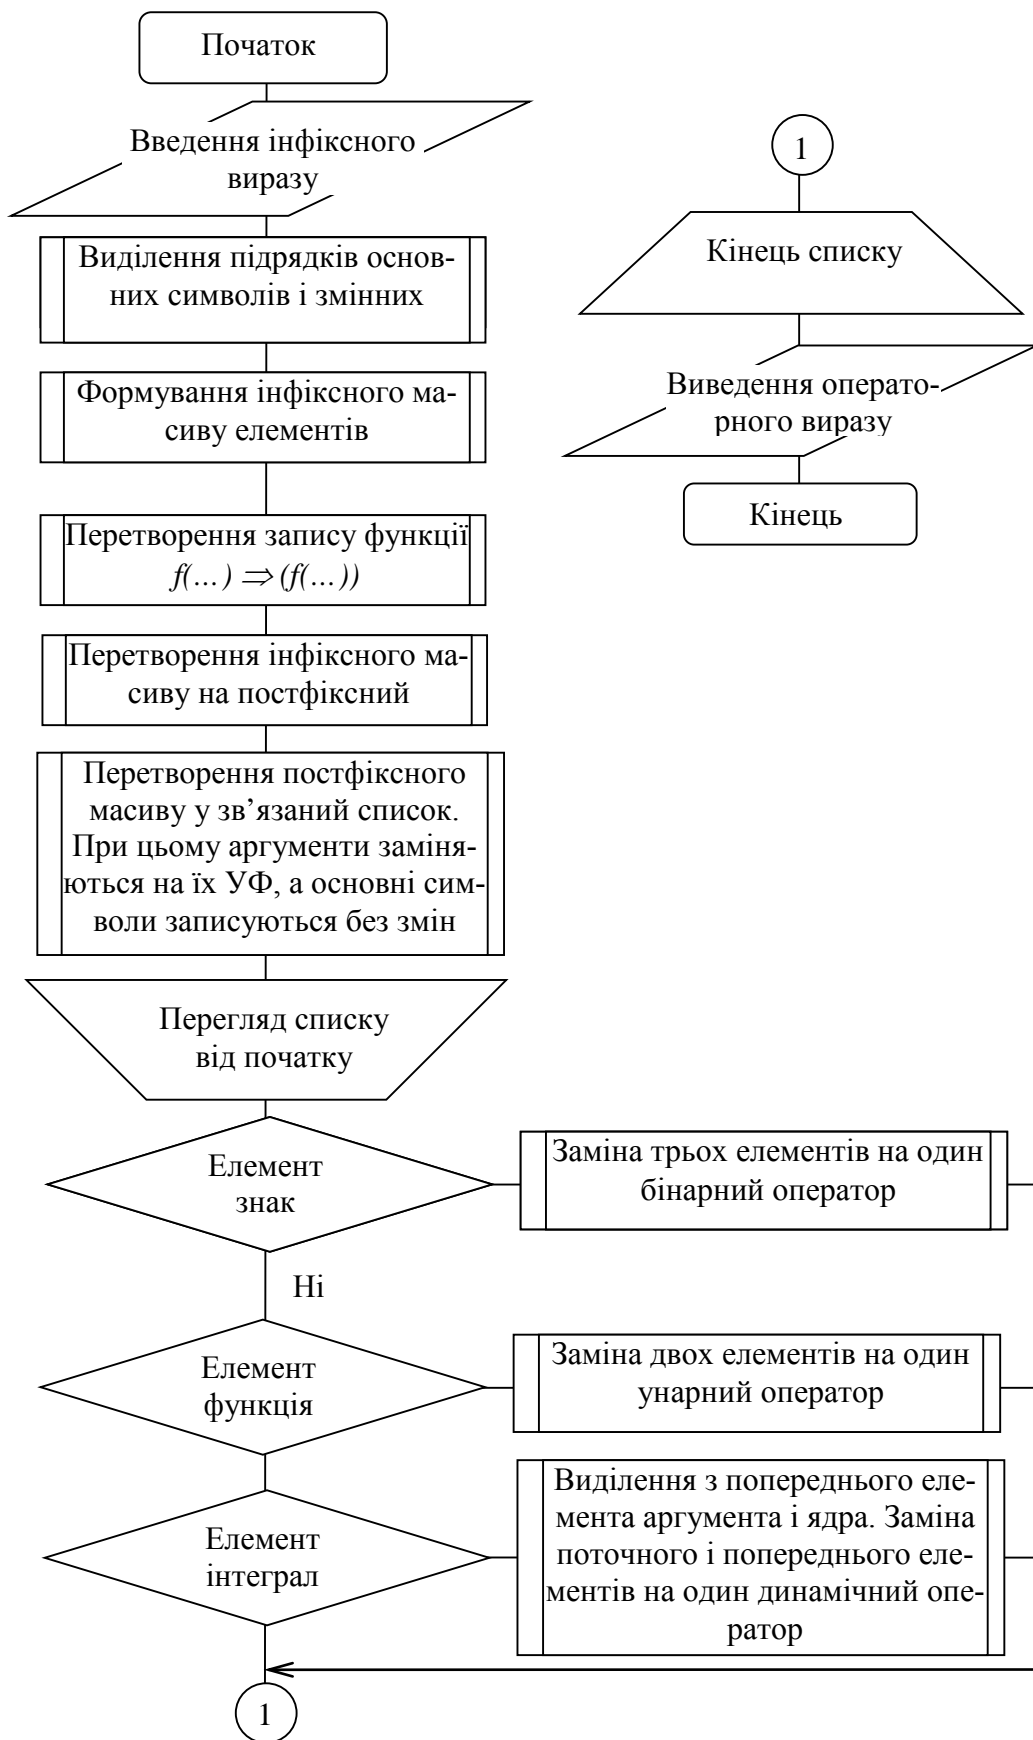 Початок
Введення інфіксного
виразу
Виділення підрядків основ-
них символів і змінних
Формування інфіксного ма-
сиву елементів
Перетворення запису функції
f(…) ⇒ (f(…))
Перетворення інфіксного ма-
сиву на постфіксний
Перетворення постфіксного
масиву у зв’язаний список.
При цьому аргументи заміня-
ються на їх УФ, а основні сим-
воли записуються без змін
Перегляд списку
від початку
Елемент
знак
Заміна трьох елементів на один
бінарний оператор
Ні
Елемент
функція
Заміна двох елементів на один
унарний оператор
Елемент
інтеграл
Виділення з попереднього еле-
мента аргумента і ядра. Заміна
поточного і попереднього еле-
ментів на один динамічний опе-
ратор
1
1
Кінець списку
Виведення операто-
рного виразу
Кінець